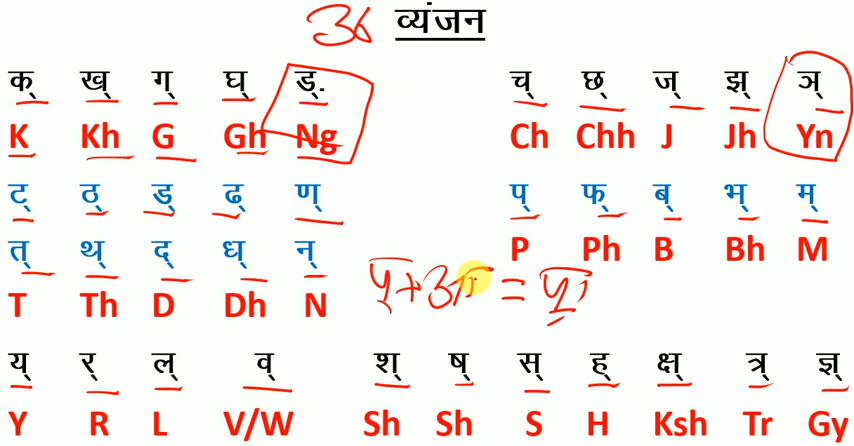 36 व्यंजन
क् ख् ग् घ् ड्. च् छ् ज् झ् ञ्
K Kh G Gh Ng Ch Chh J Jh Yn
ट् ठ् ड् ढ् ण् प् फ् ब् भ् म्
P Ph B Bh M
त् थ् द् ध् न्
T Th D Dh N
य् र् ल् व् श् ष् स् ह् क्ष् त्र् ज्ञ्
Y R L V/W Sh Sh S H Ksh Tr Gy